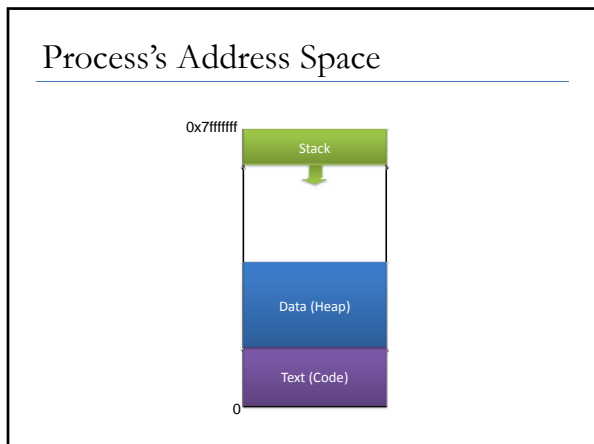 Process’s Address Space
0x7fffffff
Stack
Data (Heap)
Text (Code)
0